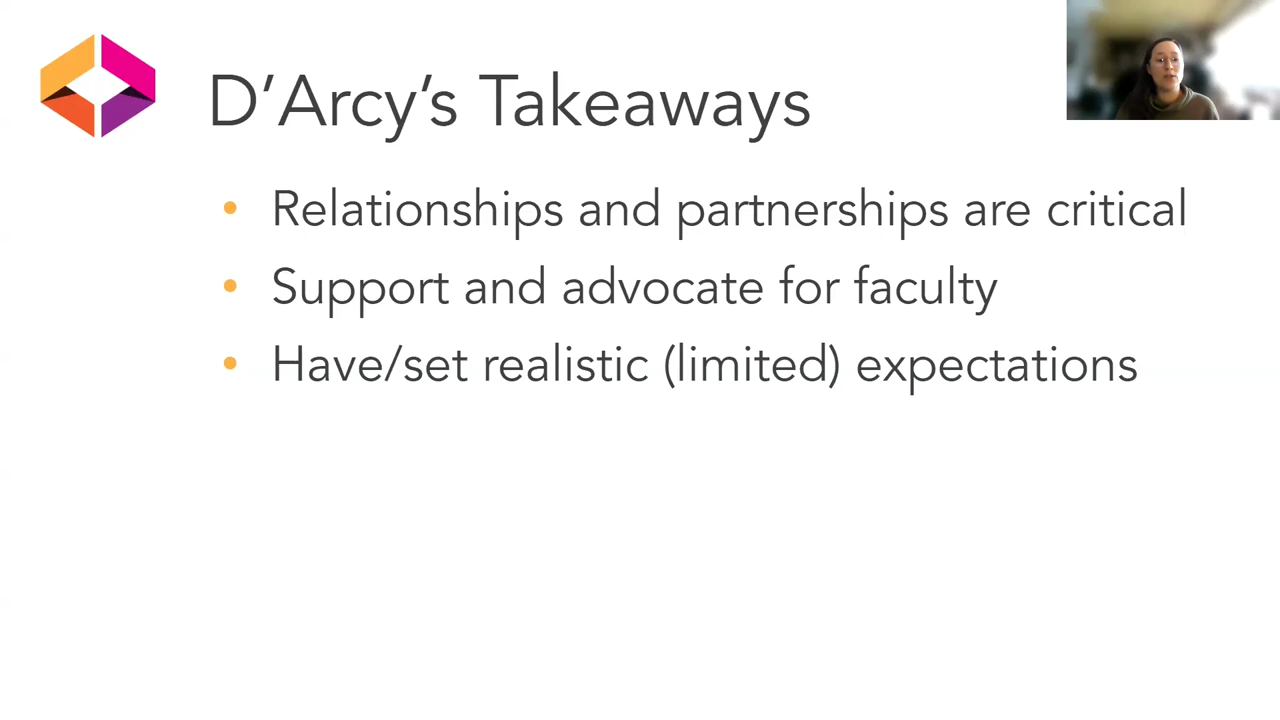 D’Arcy’s Takeaways
• Relationships and partnerships are critical
• Support and advocate for faculty
• Have/set realistic (limited) expectations